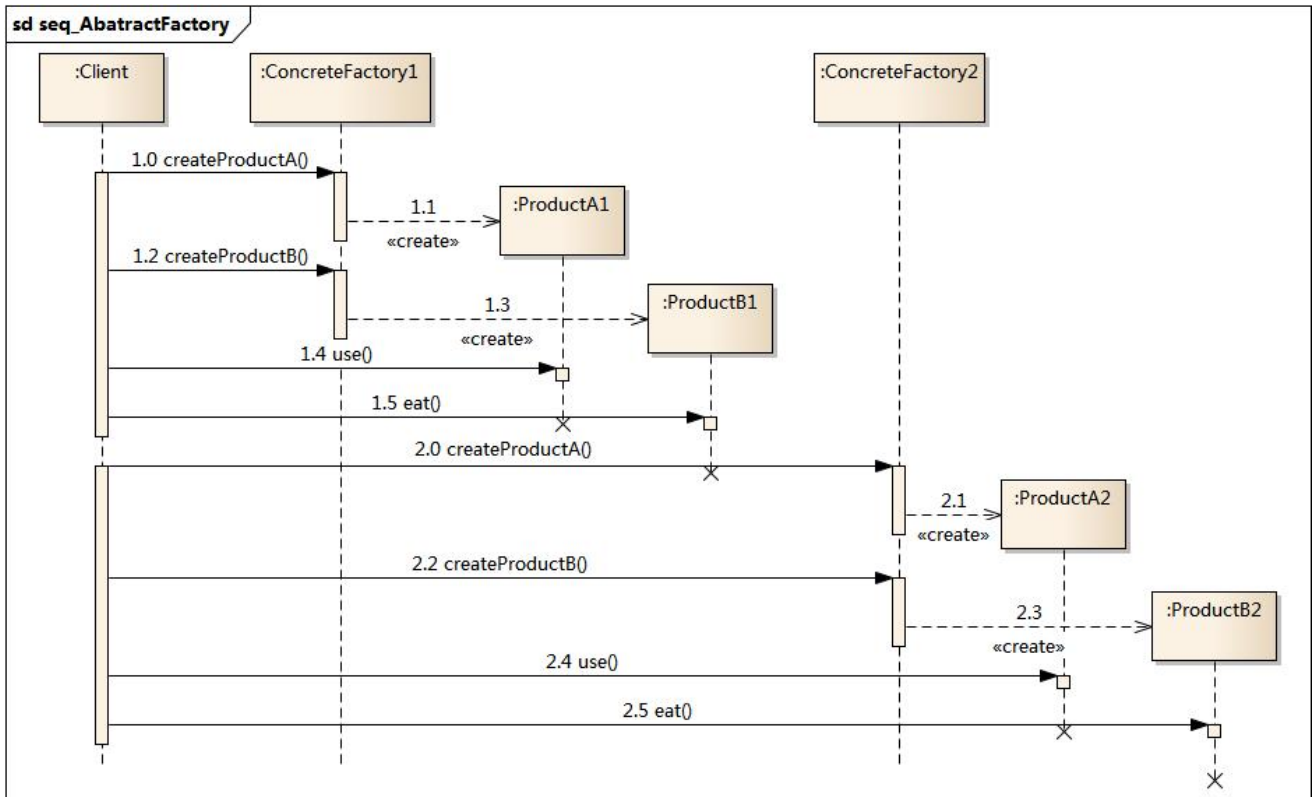 sd seq_AbatractFactory
:Client
:ConcreteFactory1
:ConcreteFactory2
1.0 createProductA()
:ProductA1
1.1
«create»
1.2 createProductB()
:ProductB1
1.3
«create»
1.4 use()
1.5 eat()
2.0 createProductA()
:ProductA2
2.1
«create»
2.2 createProductB()
:ProductB2
2.3
«create»
2.4 use()
2.5 eat()